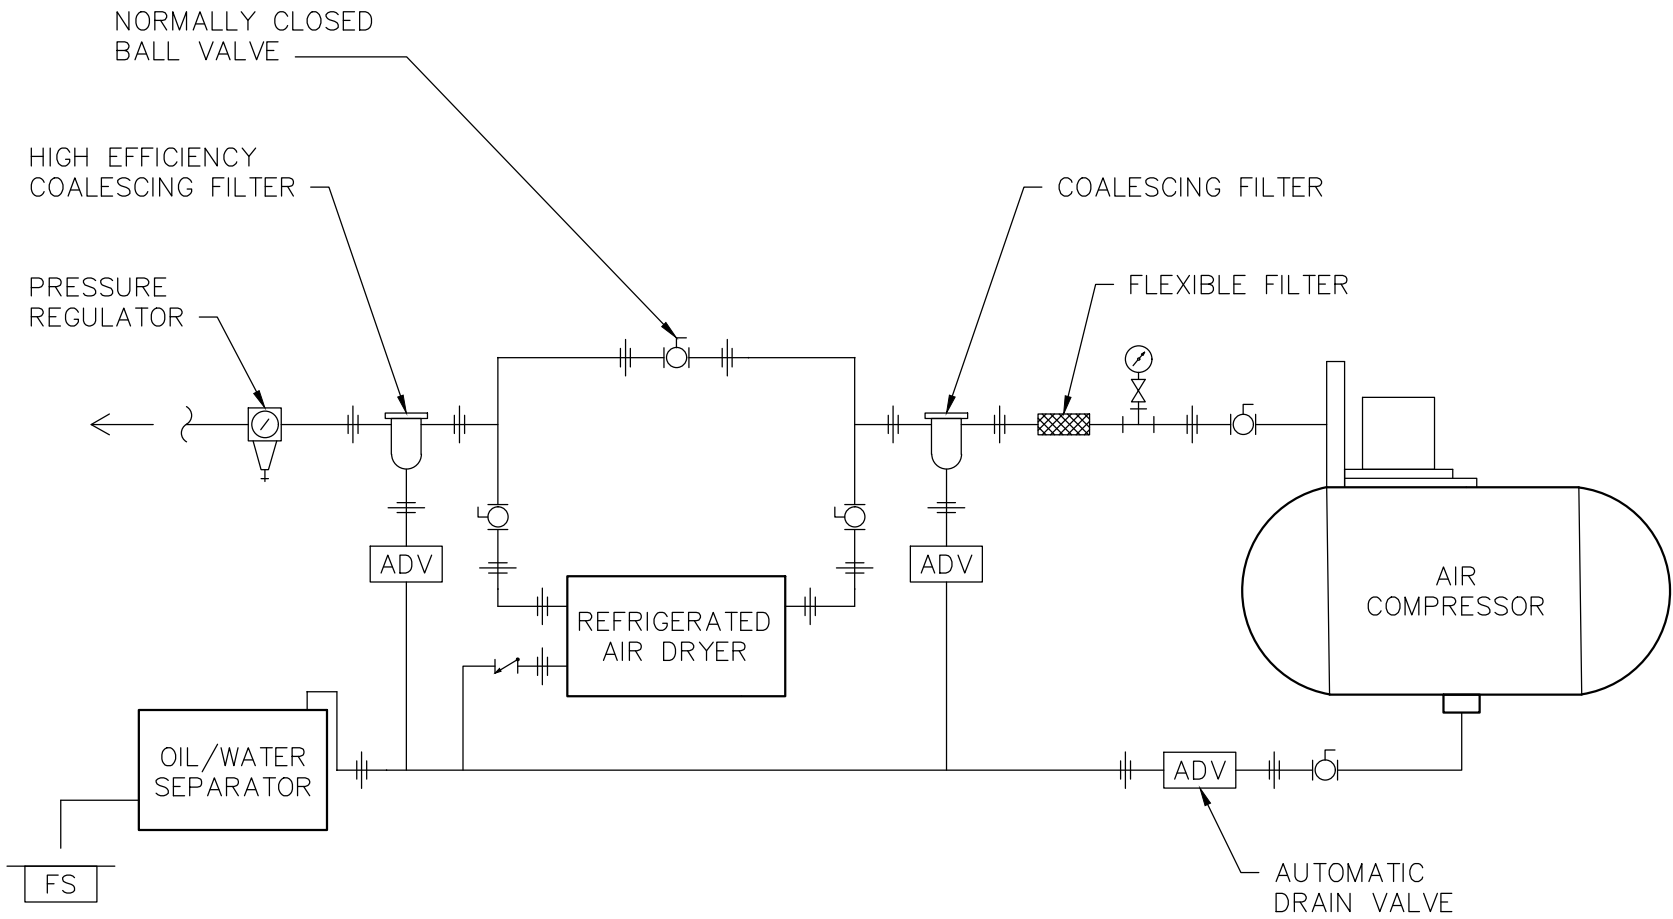 NORMALLY CLOSED
BALL VALVE
HIGH EFFICIENCY
COALESCING FILTER
COALESCING FILTER
PRESSURE
REGULATOR
FLEXIBLE FILTER
ADV
ADV
AIR
COMPRESSOR
REFRIGERATED
AIR DRYER
OIL/WATER
SEPARATOR
ADV
FS
AUTOMATIC
DRAIN VALVE